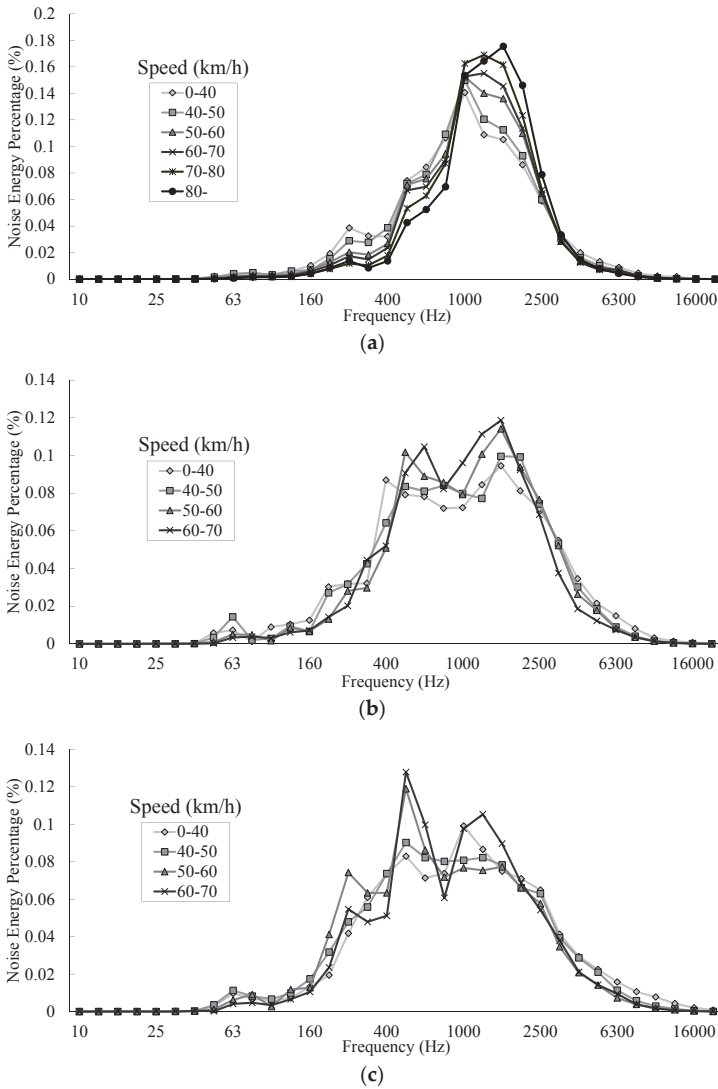 0.2
0.18
0.16
0.14
0.12
0.1
0.08
0.06
0.04
0.02
0
Noise Energy Percentage (%)
Speed (km/h)
0-40
40-50
50-60
60-70
70-80
80-
10 25 63 160 400 1000 2500 6300 16000
Frequency (Hz)
(a)
0.14
0.12
0.1
0.08
0.06
0.04
0.02
0
Noise Energy Percentage (%)
Speed (km/h)
0-40
40-50
50-60
60-70
10 25 63 160 400 1000 2500 6300 16000
Frequency (Hz)
(b)
0.14
0.12
0.1
0.08
0.06
0.04
0.02
0
Noise Energy Percentage (%)
Speed (km/h)
0-40
40-50
50-60
60-70
10 25 63 160 400 1000 2500 6300 16000
Frequency (Hz)
(c)